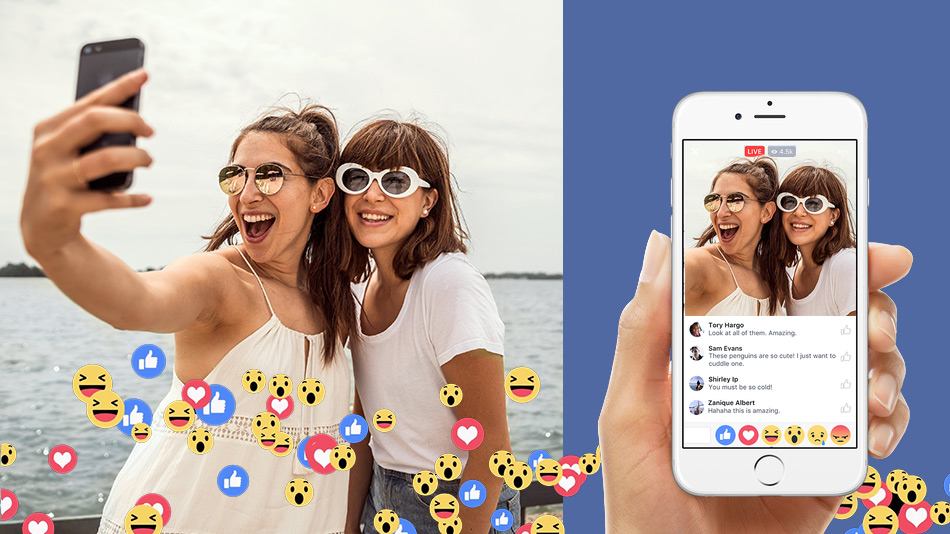 LIVE 4.5k
Tory Hargo
Look at all of them. Amazing.
Sam Evans
These penguins are so cute! I just want to
cuddle one.
Shirley Ip
You must be so cold!
Zanique Albert
Hahaha this is amazing.